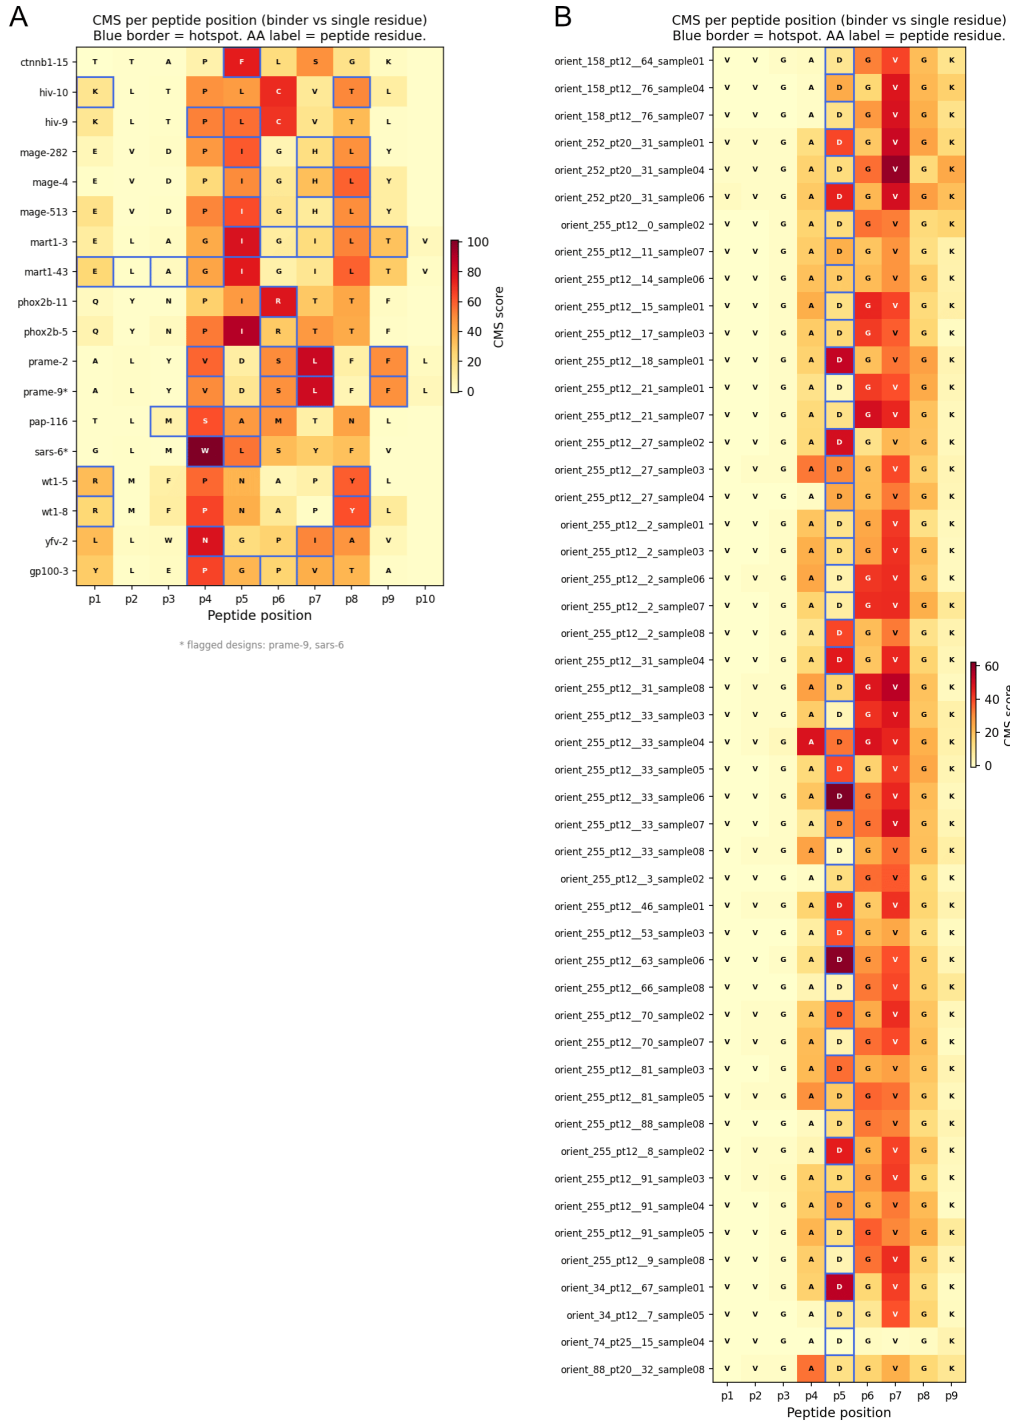 A
CMS per peptide position (binder vs single residue)
Blue border = hotspot. AA label = peptide residue.
ctnnb1-15 T T A P F L S G K
hiv-10 K L T P L C V T L
hiv-9 K L T P L C V T L
mage-282 E V D P I G H L Y
mage-4 E V D P I G H L Y
mage-513 E V D P I G H L Y
mart1-3 E L A G I G I L T V
mart1-43 E L A G I G I L T V
phox2b-11 Q Y N P I R T T F
phox2b-5 Q Y N P I R T T F
prame-2 A L Y V D S L F F L
prame-9* A L Y V D S L F F L
pap-116 T L M S A M T N L
sars-6* G L M W L S Y F V
wt1-5 R M F P N A P Y L
wt1-8 R M F P N A P Y L
yfv-2 L L W N G P I A V
gp100-3 Y L E P G P V T A
p1 p2 p3 p4 p5 p6 p7 p8 p9 p10
Peptide position
100
80
60
40
20
0
CMS score
* flagged designs: prame-9, sars-6
B
CMS per peptide position (binder vs single residue)
Blue border = hotspot. AA label = peptide residue.
orient_158_pt12__64_sample01 V V G A D G V G K
orient_158_pt12__76_sample04 V V G A D G V G K
orient_158_pt12__76_sample07 V V G A D G V G K
orient_252_pt20__31_sample01 V V G A D G V G K
orient_252_pt20__31_sample04 V V G A D G V G K
orient_252_pt20__31_sample06 V V G A D G V G K
orient_255_pt12__0_sample02 V V G A D G V G K
orient_255_pt12__11_sample07 V V G A D G V G K
orient_255_pt12__14_sample06 V V G A D G V G K
orient_255_pt12__15_sample01 V V G A D G V G K
orient_255_pt12__17_sample03 V V G A D G V G K
orient_255_pt12__18_sample01 V V G A D G V G K
orient_255_pt12__21_sample01 V V G A D G V G K
orient_255_pt12__21_sample07 V V G A D G V G K
orient_255_pt12__27_sample02 V V G A D G V G K
orient_255_pt12__27_sample03 V V G A D G V G K
orient_255_pt12__27_sample04 V V G A D G V G K
orient_255_pt12__2_sample01 V V G A D G V G K
orient_255_pt12__2_sample03 V V G A D G V G K
orient_255_pt12__2_sample06 V V G A D G V G K
orient_255_pt12__2_sample07 V V G A D G V G K
orient_255_pt12__2_sample08 V V G A D G V G K
orient_255_pt12__31_sample04 V V G A D G V G K
orient_255_pt12__31_sample08 V V G A D G V G K
orient_255_pt12__33_sample03 V V G A D G V G K
orient_255_pt12__33_sample04 V V G A D G V G K
orient_255_pt12__33_sample05 V V G A D G V G K
orient_255_pt12__33_sample06 V V G A D G V G K
orient_255_pt12__33_sample07 V V G A D G V G K
orient_255_pt12__33_sample08 V V G A D G V G K
orient_255_pt12__3_sample02 V V G A D G V G K
orient_255_pt12__46_sample01 V V G A D G V G K
orient_255_pt12__53_sample03 V V G A D G V G K
orient_255_pt12__63_sample06 V V G A D G V G K
orient_255_pt12__66_sample08 V V G A D G V G K
orient_255_pt12__70_sample02 V V G A D G V G K
orient_255_pt12__70_sample07 V V G A D G V G K
orient_255_pt12__81_sample03 V V G A D G V G K
orient_255_pt12__81_sample05 V V G A D G V G K
orient_255_pt12__88_sample08 V V G A D G V G K
orient_255_pt12__8_sample02 V V G A D G V G K
orient_255_pt12__91_sample03 V V G A D G V G K
orient_255_pt12__91_sample04 V V G A D G V G K
orient_255_pt12__91_sample05 V V G A D G V G K
orient_255_pt12__9_sample08 V V G A D G V G K
orient_34_pt12__67_sample01 V V G A D G V G K
orient_34_pt12__7_sample05 V V G A D G V G K
orient_74_pt25__15_sample04 V V G A D G V G K
orient_88_pt20__32_sample08 V V G A D G V G K
p1 p2 p3 p4 p5 p6 p7 p8 p9
Peptide position
60
40
20
0
CMS score